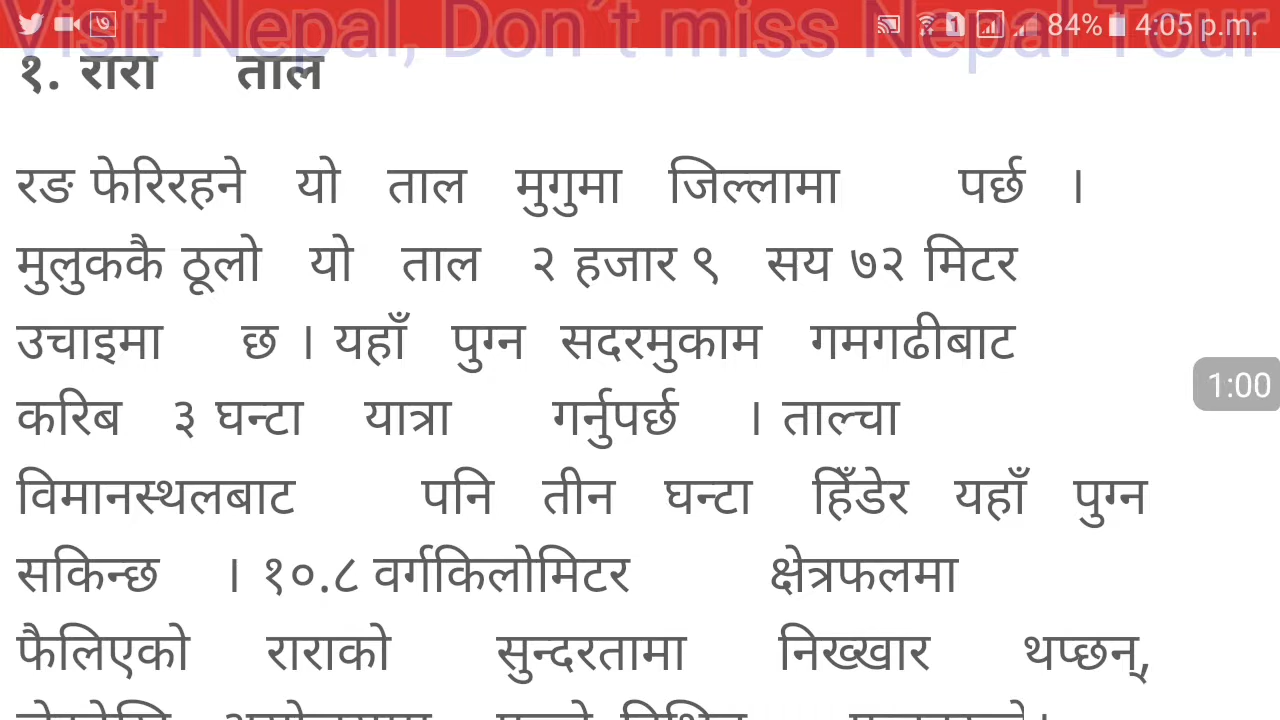 Visit Nepal, Don´t miss Nepal Tour
84% 4:05 p.m.
१. रारा ताल
रङ फेरिरहने यो ताल मुगुमा जिल्लामा पर्छ ।
मुलुककै ठूलो यो ताल २ हजार ९ सय ७२ मिटर
उचाइमा छ । यहाँ पुग्न सदरमुकाम गमगढीबाट
करिब ३ घन्टा यात्रा गर्नुपर्छ । ताल्चा
1:00
विमानस्थलबाट पनि तीन घन्टा हिँडेर यहाँ पुग्न
सकिन्छ । १०.८ वर्गकिलोमिटर क्षेत्रफलमा
फैलिएको राराको सुन्दरतामा निख्खार थप्छन्,